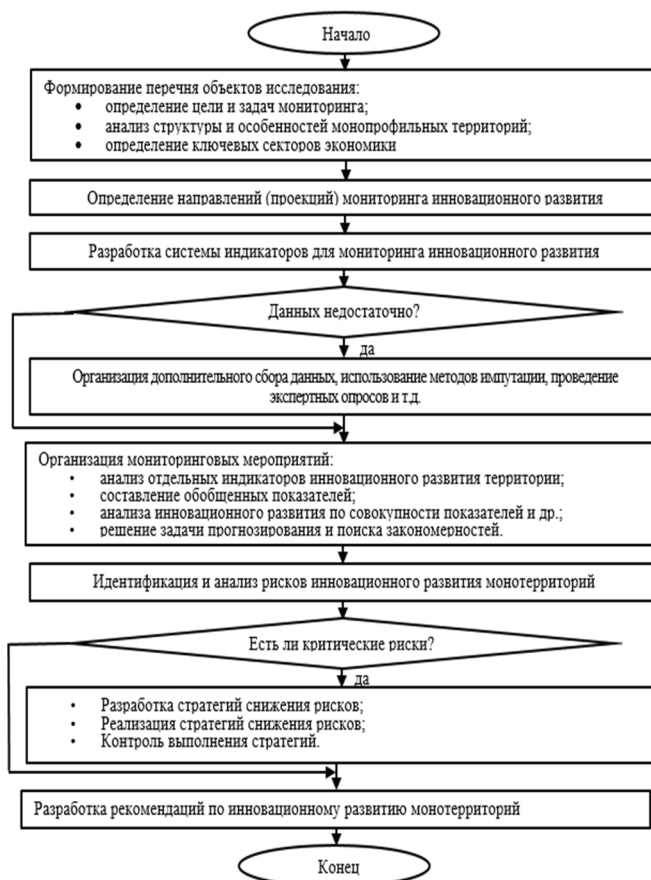 Начало
Формирование перечня объектов исследования:
• определение цели и задач мониторинга;
• анализ структуры и особенностей монопрофильных территорий;
• определение ключевых секторов экономики
Определение направлений (проекций) мониторинга инновационного развития
Разработка системы индикаторов для мониторинга инновационного развития
Данных недостаточно?
да
Организация дополнительного сбора данных, использование методов импутации, проведение
экспертных опросов и т.д.
Организация мониторинговых мероприятий:
• анализ отдельных индикаторов инновационного развития территории;
• составление обобщенных показателей;
• анализа инновационного развития по совокупности показателей и др.;
• решение задачи прогнозирования и поиска закономерностей.
Идентификация и анализ рисков инновационного развития монотерриторий
Есть ли критические риски?
да
• Разработка стратегий снижения рисков;
• Реализация стратегий снижения рисков;
• Контроль выполнения стратегий.
Разработка рекомендаций по инновационному развитию монотерриторий
Конец